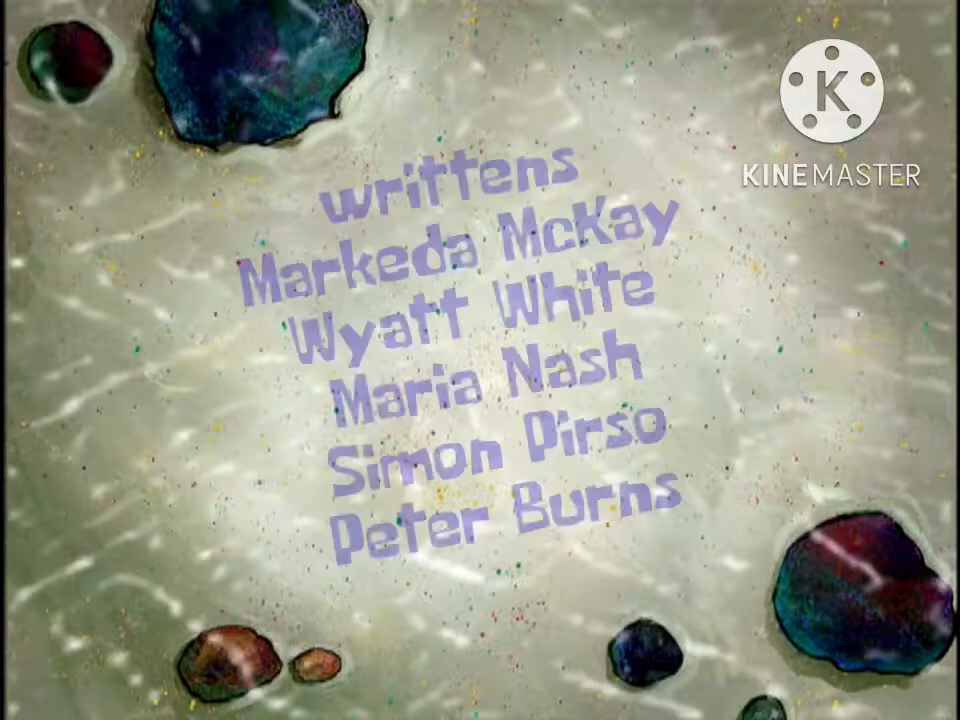 K
KINEMASTER
writtens
Markeda McKay
Wyatt White
Maria Nash
Simon Pirso
Peter Burns